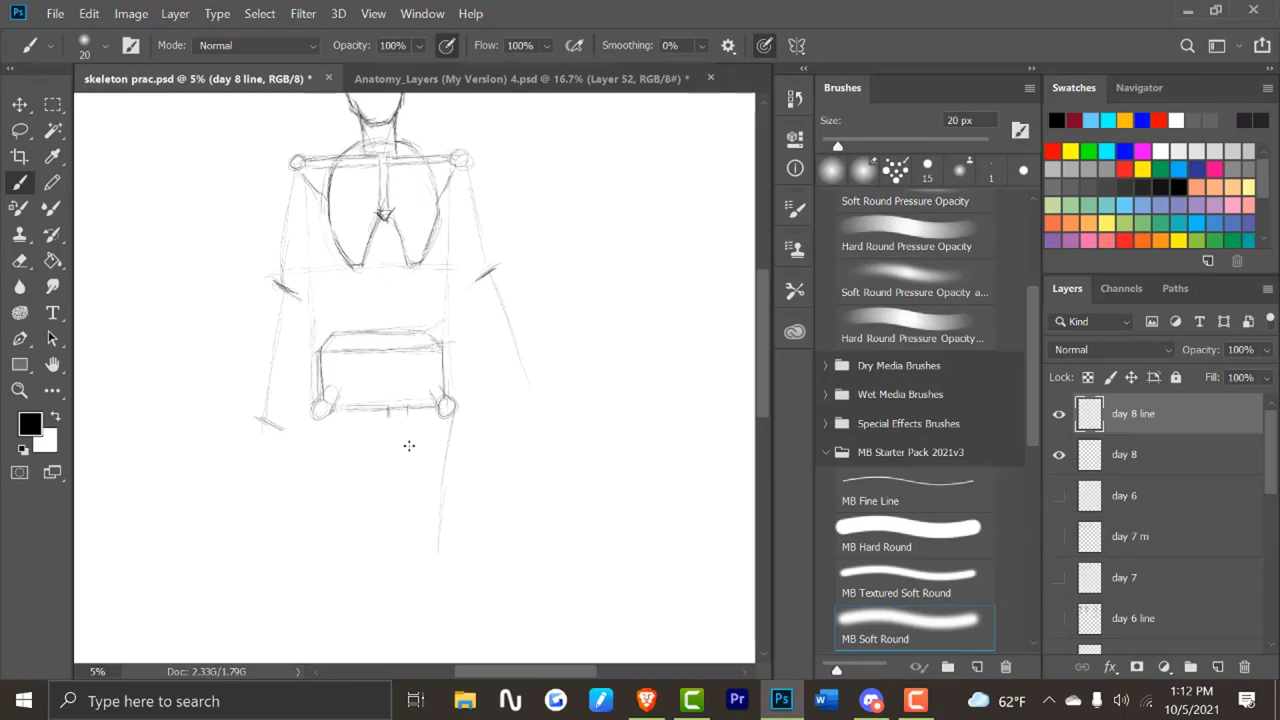 File Edit Image Layer Type Select Filter 3D View Window Help
20 Mode: Normal Opacity: 100% Flow: 100% Smoothing: 0%
skeleton prac.psd @ 5% (day 8 line, RGB/8) * Anatomy_Layers (My Version) 4.psd @ 16.7% (Layer 52, RGB/8#) *
Brushes
Size: 20 px
15 1
Soft Round Pressure Opacity
Hard Round Pressure Opacity
Soft Round Pressure Opacity a...
Hard Round Pressure Opacity...
Dry Media Brushes
Wet Media Brushes
Special Effects Brushes
MB Starter Pack 2021v3
MB Fine Line
MB Hard Round
MB Textured Soft Round
MB Soft Round
Swatches Navigator
Layers Channels Paths
Kind
Normal Opacity: 100%
Lock: Fill: 100%
day 8 line
day 8
day 6
day 7 m
day 7
day 6 line
5% Doc: 2.33G/1.79G
Type here to search
62°F
1:12 PM
10/5/2021